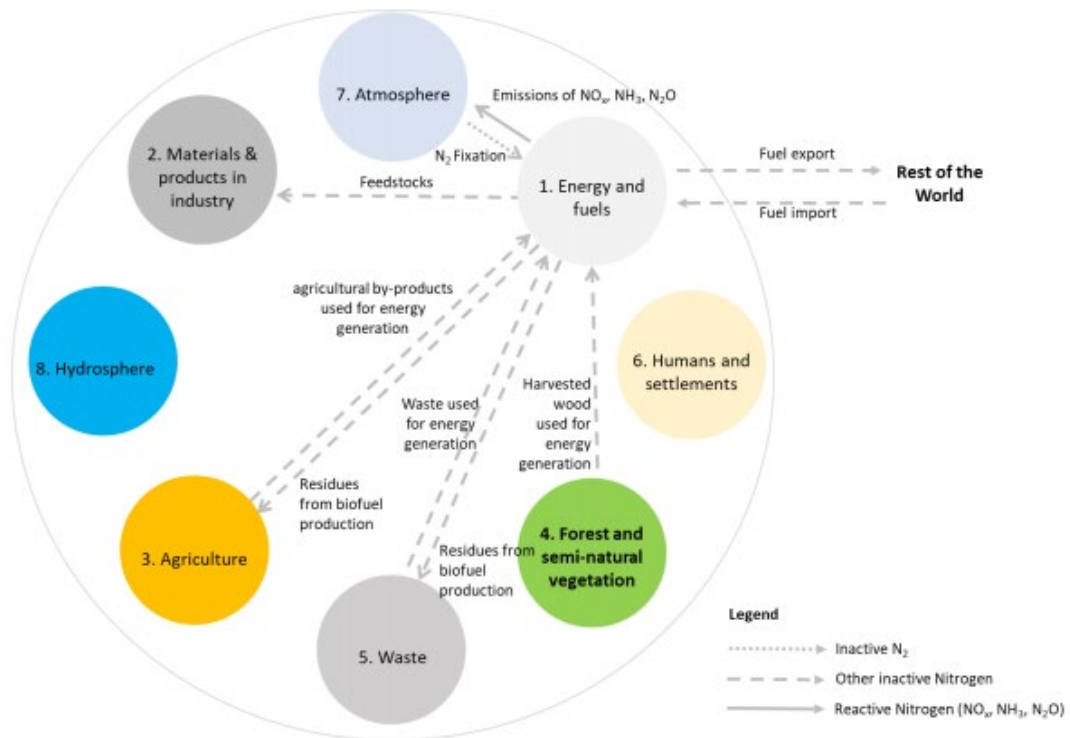 7. Atmosphere
Emissions of NOₓ, NH₃, N₂O
N₂ Fixation
2. Materials &
products in
industry
Feedstocks
1. Energy and
fuels
Fuel export
Rest of the
World
Fuel import
agricultural by-products
used for energy
generation
8. Hydrosphere
6. Humans and
settlements
Waste used
for energy
generation
Harvested
wood
used for
energy
generation
Residues
from biofuel
production
3. Agriculture
Residues from
biofuel
production
4. Forest and
semi-natural
vegetation
5. Waste
Legend
Inactive N₂
Other inactive Nitrogen
Reactive Nitrogen (NOₓ, NH₃, N₂O)